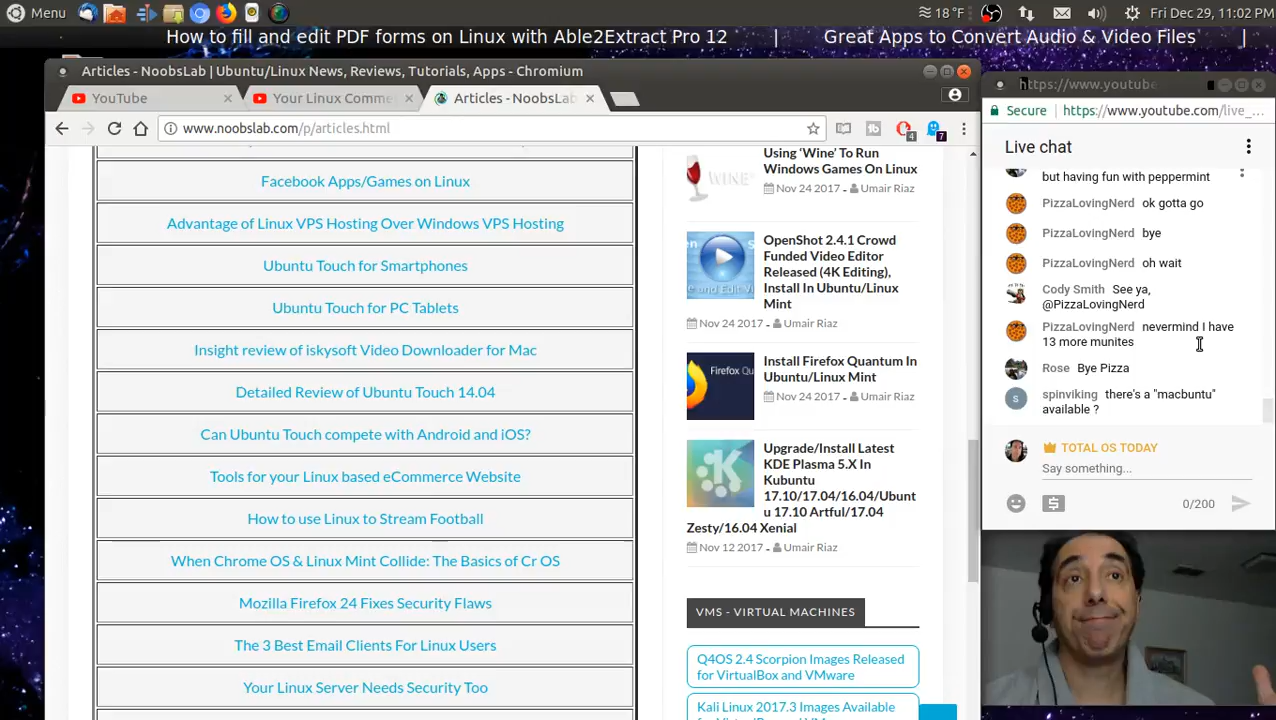 Menu
18 °F
Fri Dec 29, 11:02 PM
How to fill and edit PDF forms on Linux with Able2Extract Pro 12 | Great Apps to Convert Audio & Video Files |
Articles - NoobsLab | Ubuntu/Linux News, Reviews, Tutorials, Apps - Chromium
YouTube
Your Linux Comme
Articles - NoobsLab
www.noobslab.com/p/articles.html
4
7
Facebook Apps/Games on Linux
Advantage of Linux VPS Hosting Over Windows VPS Hosting
Ubuntu Touch for Smartphones
Ubuntu Touch for PC Tablets
Insight review of iskysoft Video Downloader for Mac
Detailed Review of Ubuntu Touch 14.04
Can Ubuntu Touch compete with Android and iOS?
Tools for your Linux based eCommerce Website
How to use Linux to Stream Football
When Chrome OS & Linux Mint Collide: The Basics of Cr OS
Mozilla Firefox 24 Fixes Security Flaws
The 3 Best Email Clients For Linux Users
Your Linux Server Needs Security Too
WINE
Using 'Wine' To Run
Windows Games On Linux
Nov 24 2017 - Umair Riaz
e and Edit V
OpenShot 2.4.1 Crowd
Funded Video Editor
Released (4K Editing),
Install In Ubuntu/Linux
Mint
Nov 24 2017 - Umair Riaz
Firefox Qu
Install Firefox Quantum In
Ubuntu/Linux Mint
Nov 24 2017 - Umair Riaz
Upgrade/Install Latest
KDE Plasma 5.X In
Kubuntu
17.10/17.04/16.04/Ubunt
u 17.10 Artful/17.04
Zesty/16.04 Xenial
Nov 12 2017 - Umair Riaz
VMS - VIRTUAL MACHINES
Q4OS 2.4 Scorpion Images Released
for VirtualBox and VMware
Kali Linux 2017.3 Images Available
https://www.youtube
Secure
https://www.youtube.com/live_...
Live chat
but having fun with peppermint
PizzaLovingNerd ok gotta go
PizzaLovingNerd bye
PizzaLovingNerd oh wait
Cody Smith See ya,
@PizzaLovingNerd
PizzaLovingNerd nevermind I have
13 more munites
Rose Bye Pizza
S
spinviking there's a "macbuntu"
available ?
TOTAL OS TODAY
Say something...
0/200